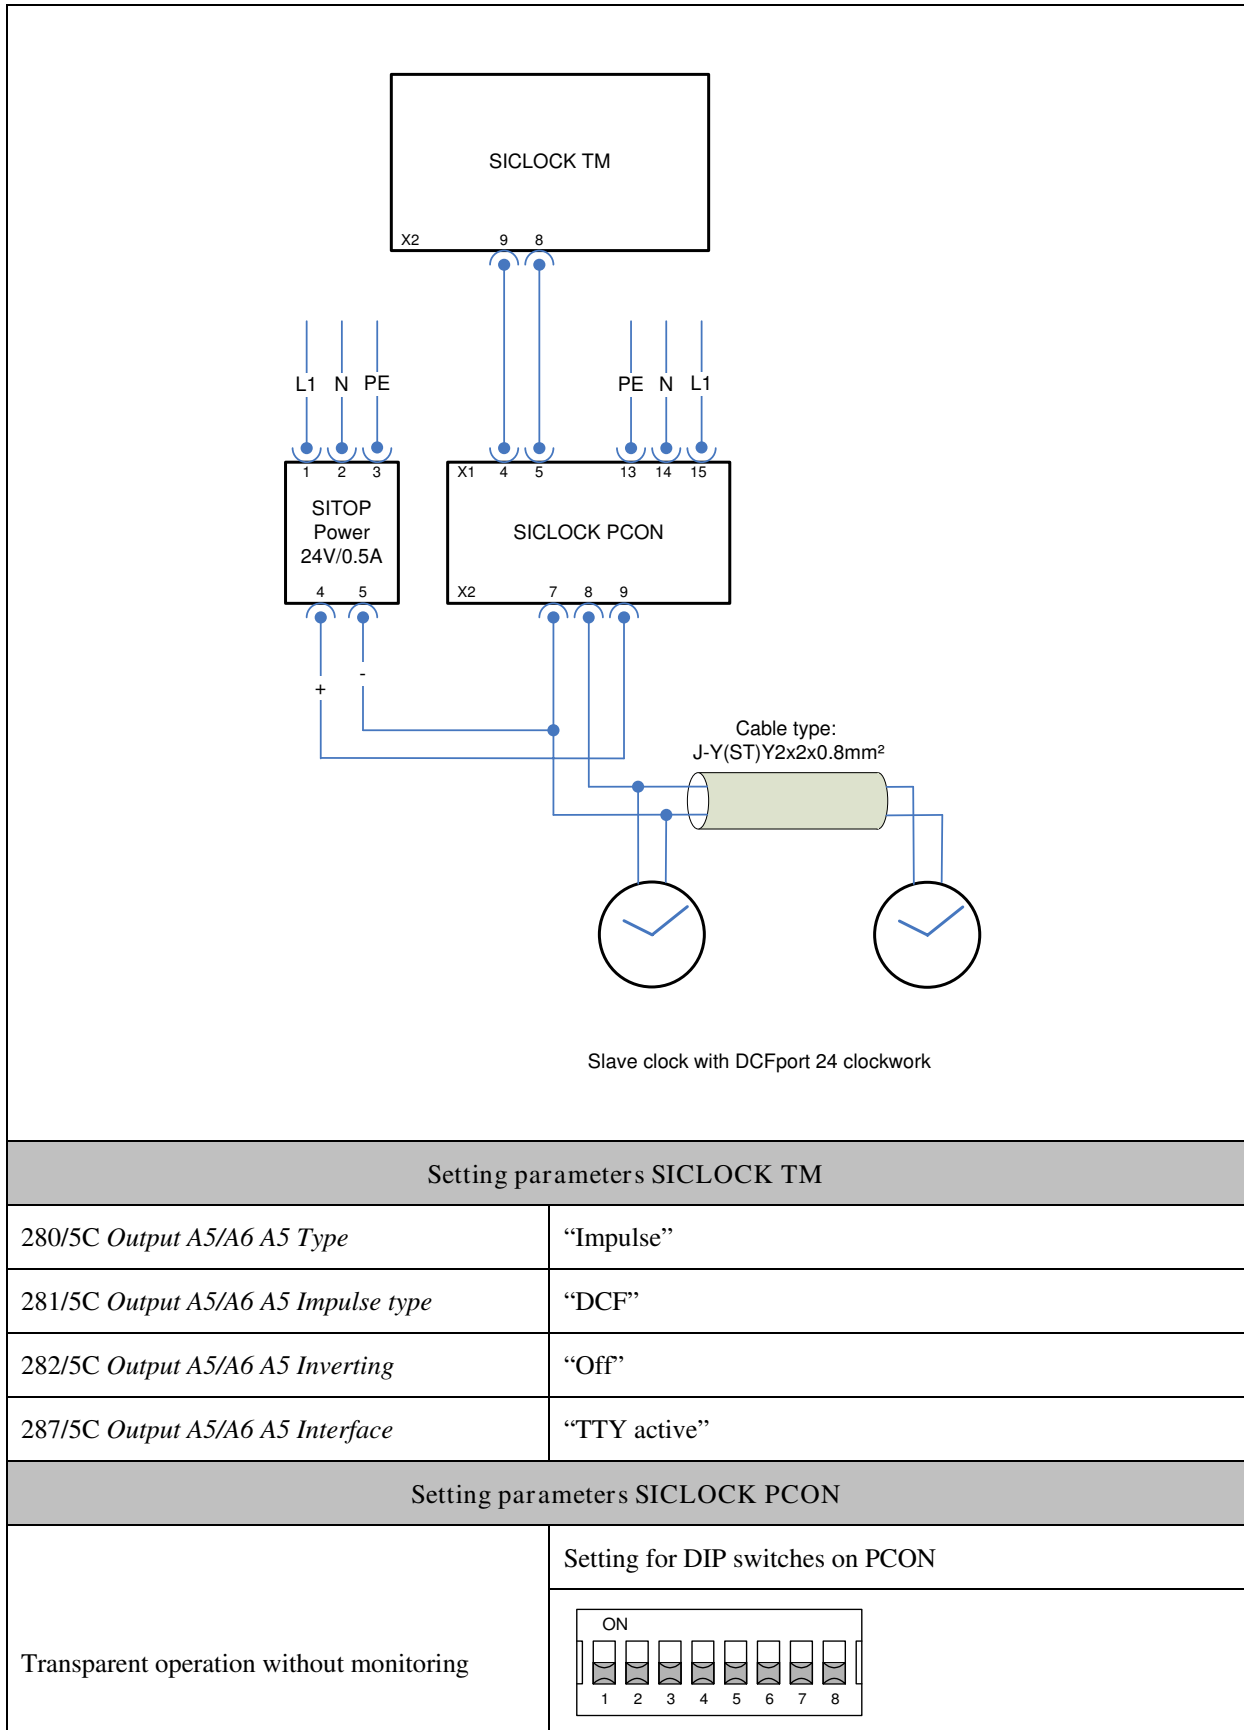 SICLOCK TM
X2 9 8
L1 N PE PE N L1
1 2 3 X1 4 5 13 14 15
SITOP
Power
24V/0.5A
SICLOCK PCON
4 5 X2 7 8 9
+ -
Cable type:
J-Y(ST)Y2x2x0.8mm²
Slave clock with DCFport 24 clockwork
Setting parameters SICLOCK TM
280/5C Output A5/A6 A5 Type “Impulse”
281/5C Output A5/A6 A5 Impulse type “DCF”
282/5C Output A5/A6 A5 Inverting “Off”
287/5C Output A5/A6 A5 Interface “TTY active”
Setting parameters SICLOCK PCON
Setting for DIP switches on PCON
Transparent operation without monitoring
ON
1 2 3 4 5 6 7 8